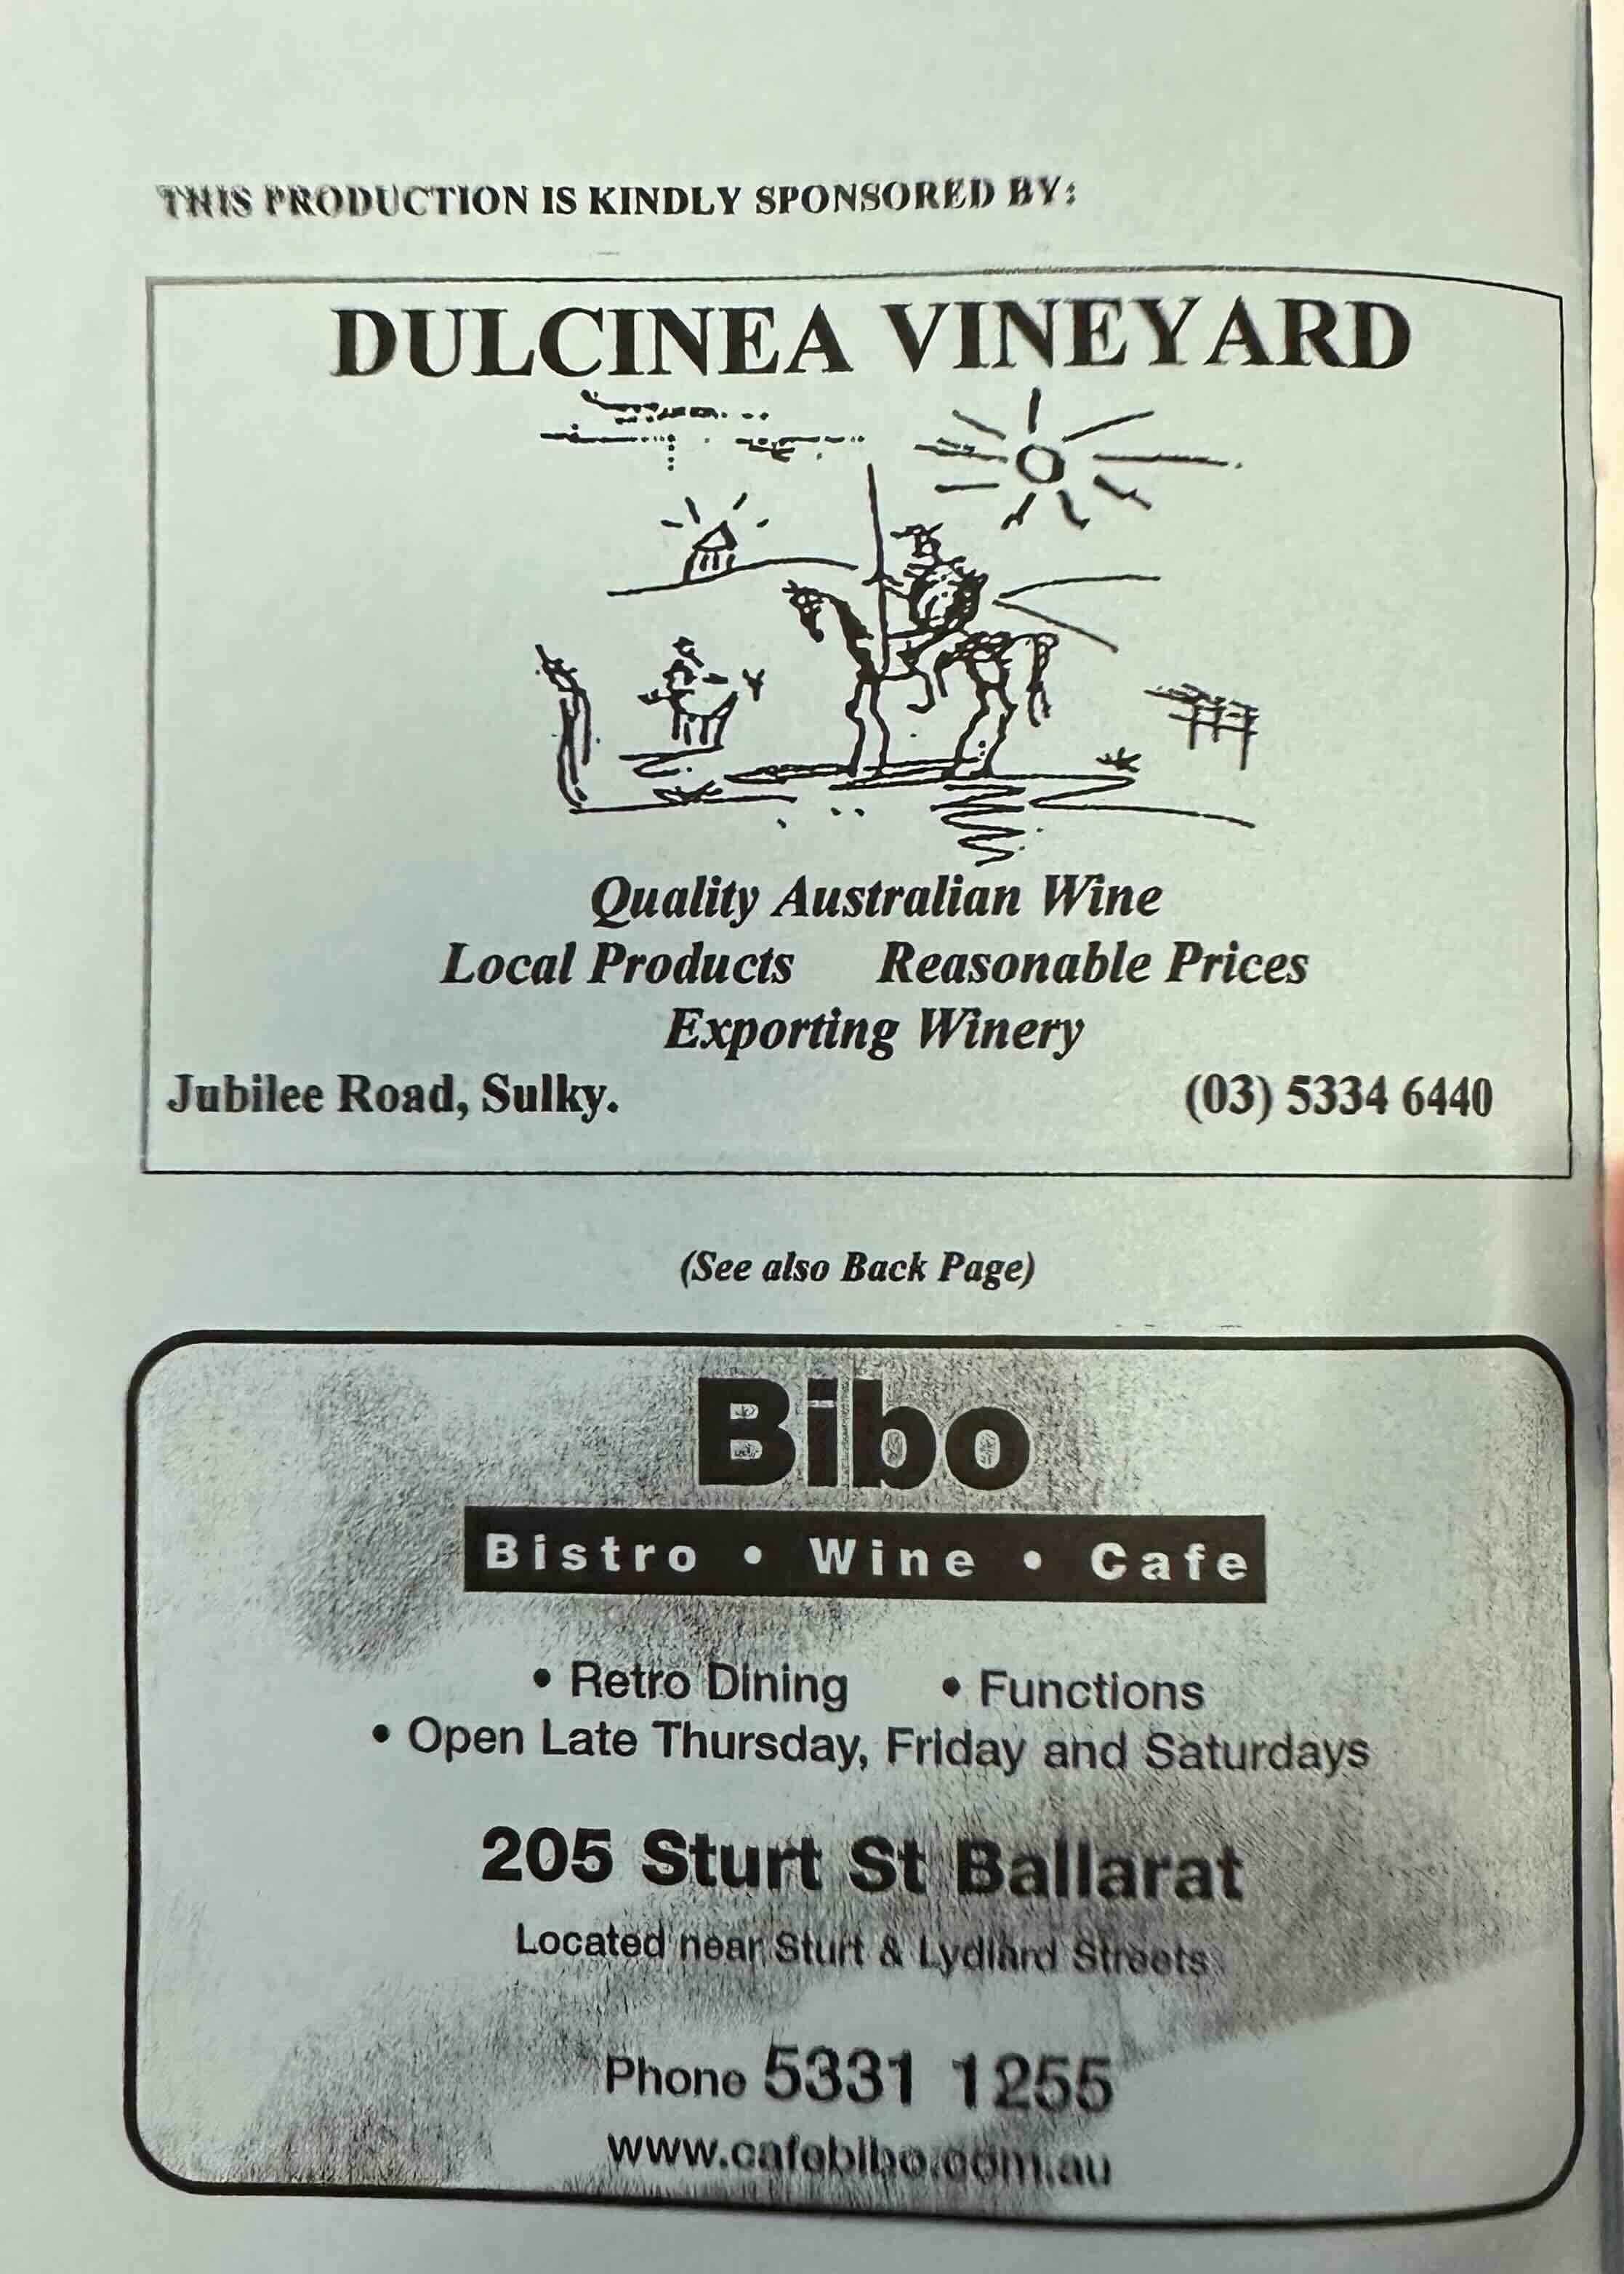 THIS PRODUCTION IS KINDLY SPONSORED BY:
DULCINEA VINEYARD
Quality Australian Wine
Local Products Reasonable Prices
Exporting Winery
Jubilee Road, Sulky. (03) 5334 6440
(See also Back Page)
Bibo
Bistro • Wine • Cafe
• Retro Dining • Functions
• Open Late Thursday, Friday and Saturdays
205 Sturt St Ballarat
Located near Sturt & Lydiard Streets
Phone 5331 1255
www.cafebibo.com.au